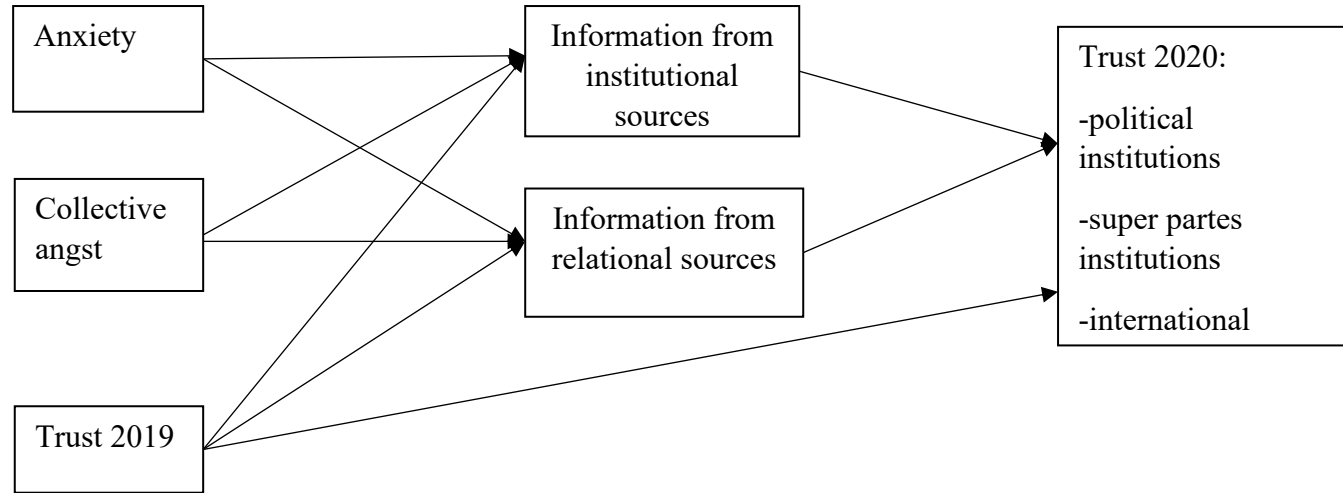 Anxiety
Information from
institutional
sources
Trust 2020:
-political
institutions
-super partes
institutions
-international
Collective
angst
Information from
relational sources
Trust 2019